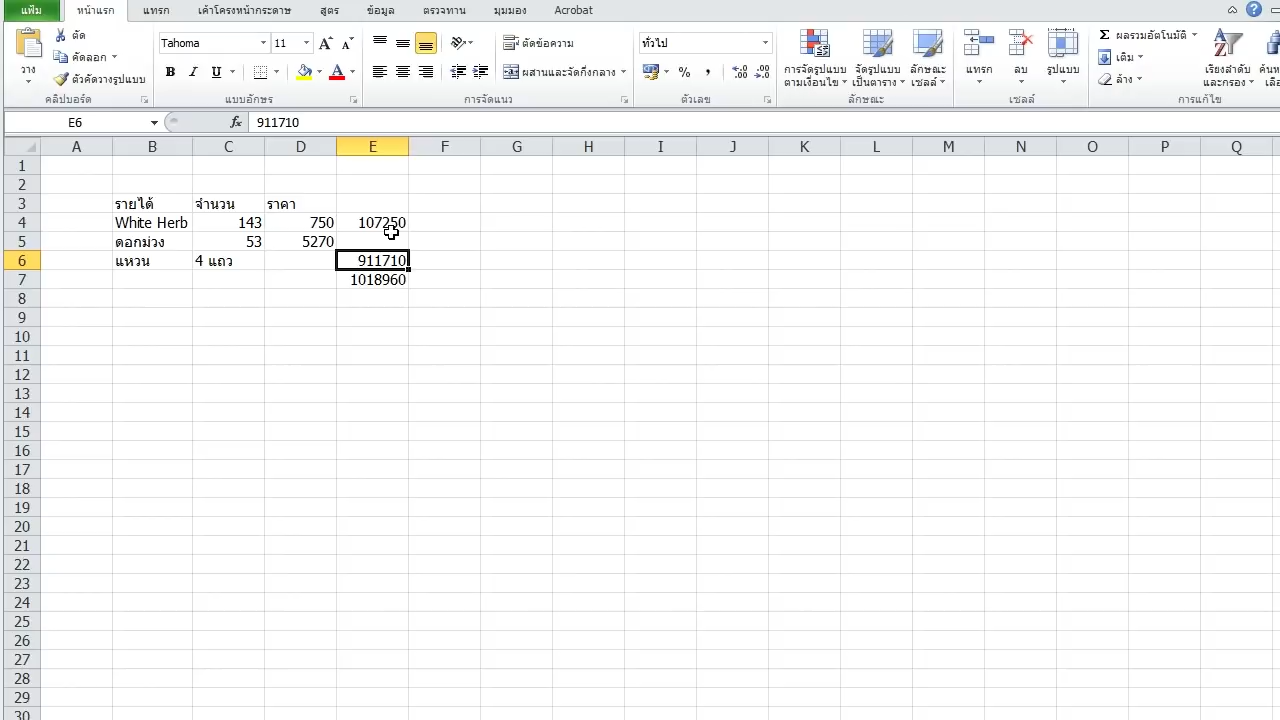 แฟ้ม หน้าแรก แทรก เค้าโครงหน้ากระดาษ สูตร ข้อมูล ตรวจทาน มุมมอง Acrobat
วาง
ตัด
คัดลอก
ตัวคัดวางรูปแบบ
คลิปบอร์ด
Tahoma 11
B I U
แบบอักษร
ตัดข้อความ
ผสานและจัดกึ่งกลาง
การจัดแนว
ทั่วไป
ตัวเลข
การจัดรูปแบบ
ตามเงื่อนไข
จัดรูปแบบ
เป็นตาราง
ลักษณะ
เซลล์
ลักษณะ
แทรก ลบ รูปแบบ
เซลล์
ผลรวมอัตโนมัติ
เติม
ล้าง
เรียงลำดับ
และกรอง
การแก้ไข
E6 fx 911710
A B C D E F G H I J K L M N O P Q
1
2
3 รายได้ จำนวน ราคา
4 White Herb 143 750 107250
5 ดอกม่วง 53 5270
6 แหวน 4 แถว 911710
7 1018960
8
9
10
11
12
13
14
15
16
17
18
19
20
21
22
23
24
25
26
27
28
29
30